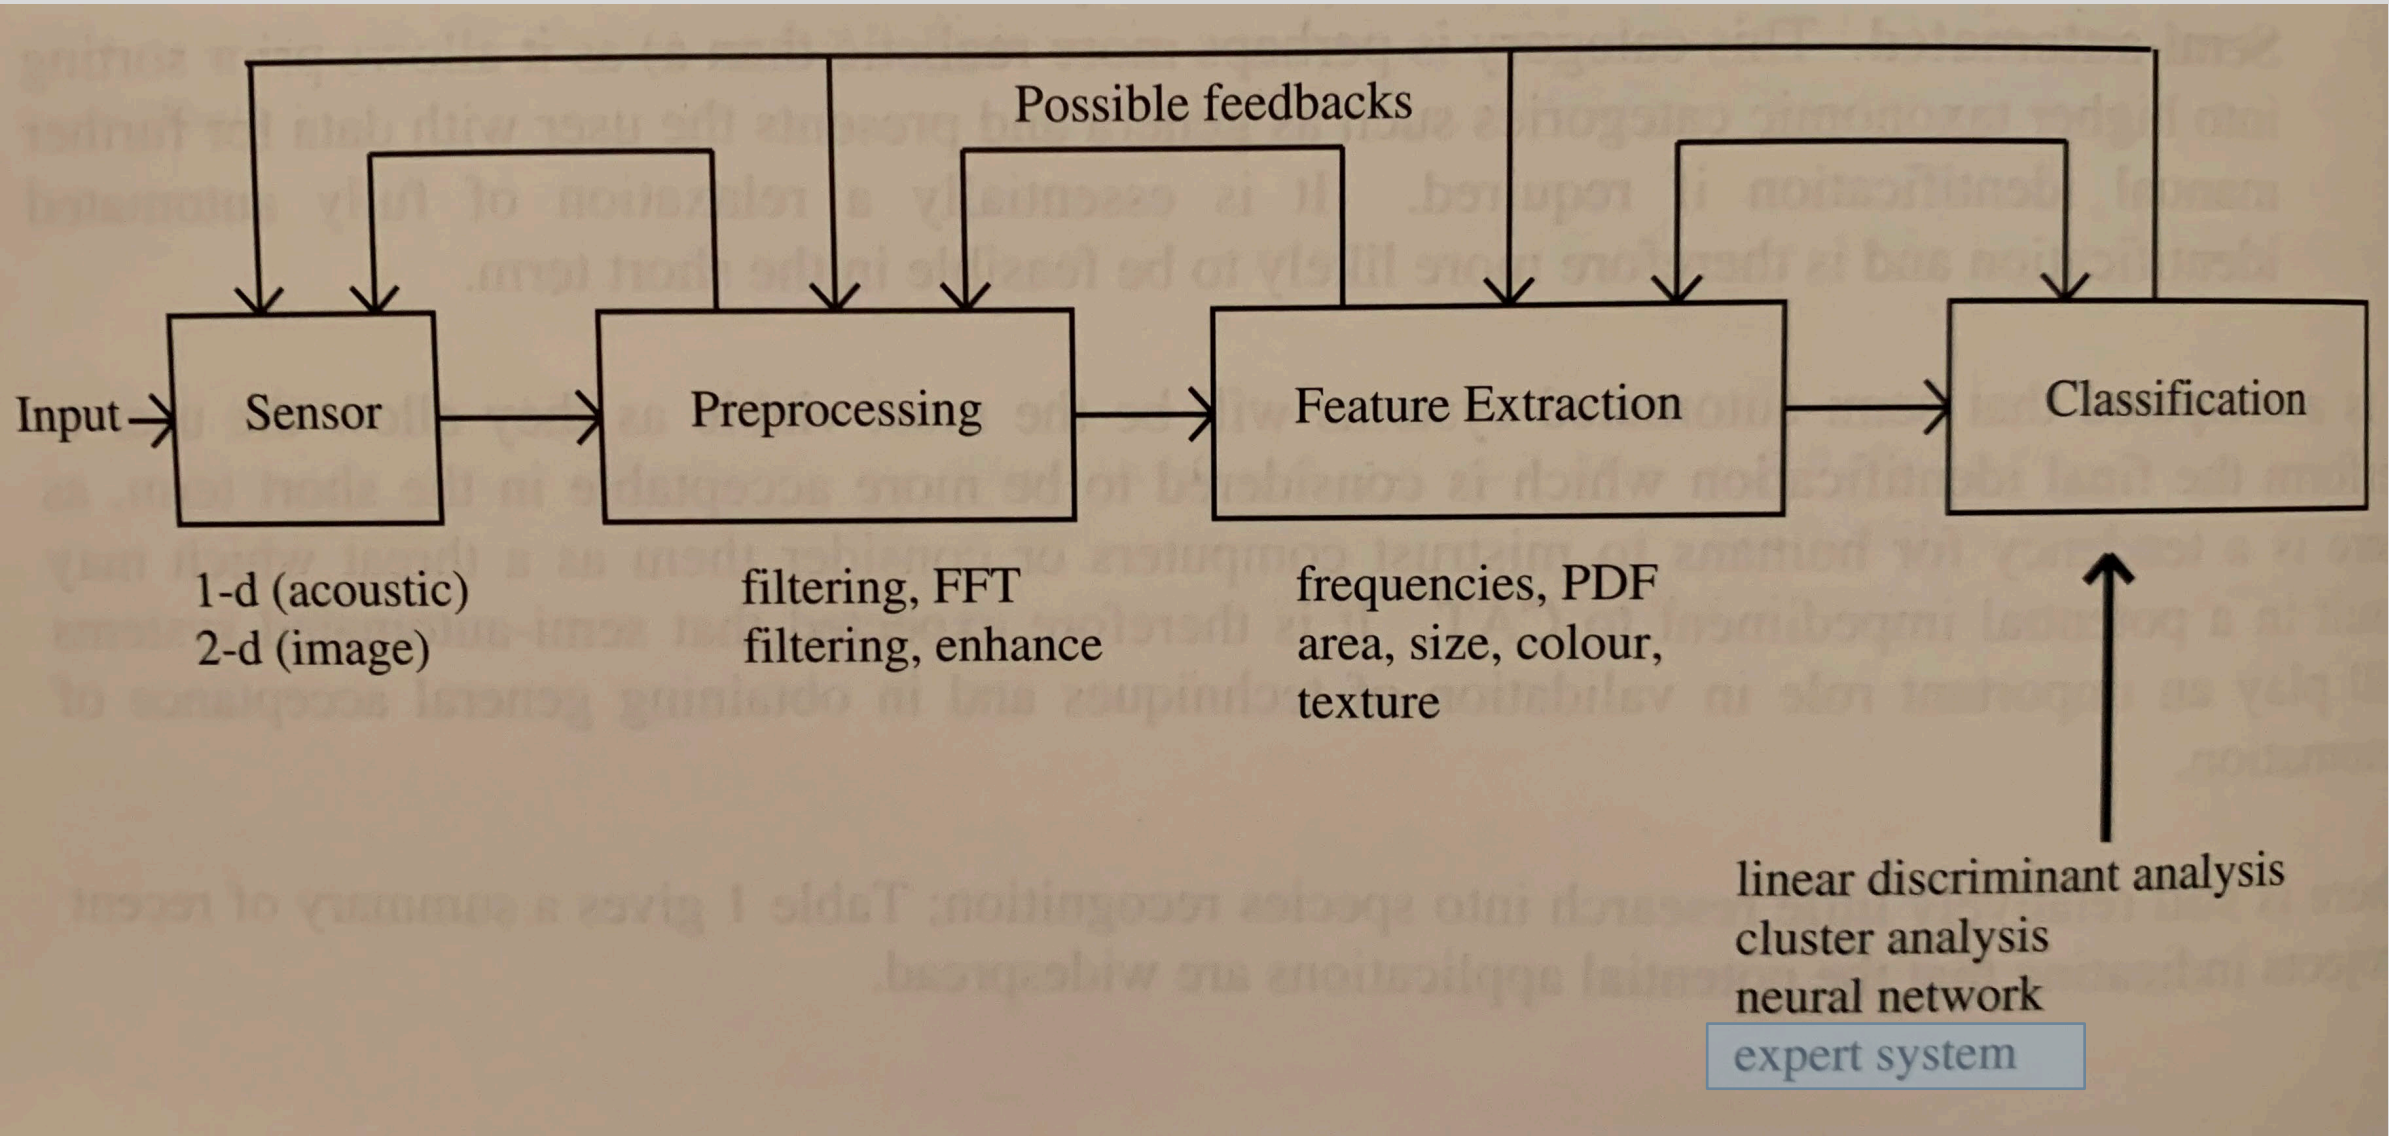 Possible feedbacks
Input
Sensor
Preprocessing
Feature Extraction
Classification
1-d (acoustic)
2-d (image)
filtering, FFT
filtering, enhance
frequencies, PDF
area, size, colour,
texture
linear discriminant analysis
cluster analysis
neural network
expert system